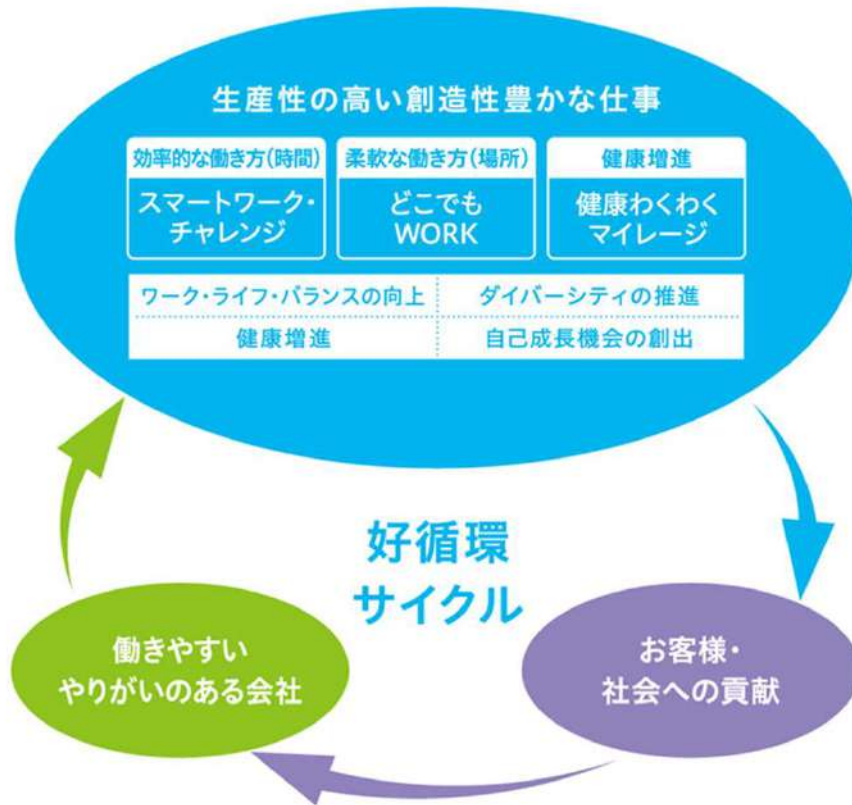 生産性の高い創造性豊かな仕事
効率的な働き方(時間)
スマートワーク・
チャレンジ
柔軟な働き方(場所)
どこでも
WORK
健康増進
健康わくわく
マイレージ
ワーク・ライフ・バランスの向上
ダイバーシティの推進
健康増進
自己成長機会の創出
好循環
サイクル
働きやすい
やりがいのある会社
お客様・
社会への貢献